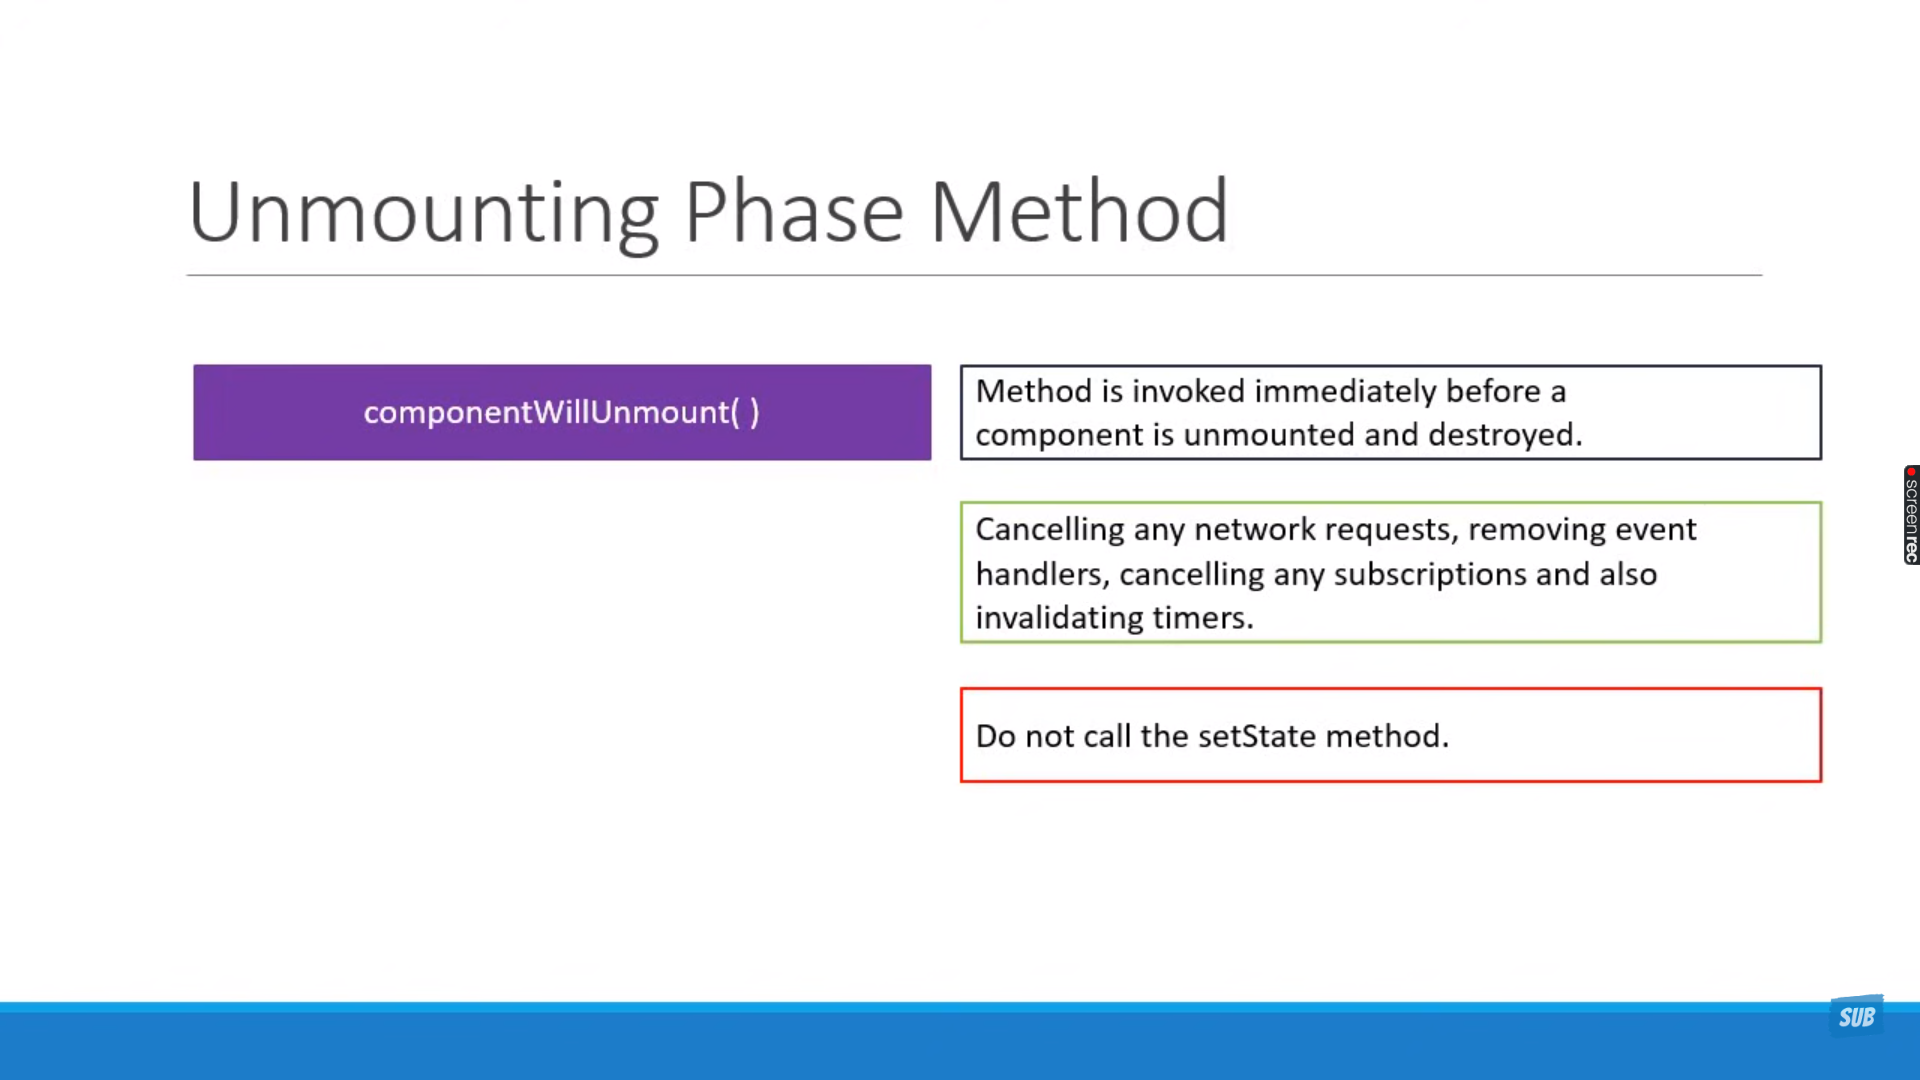 Unmounting Phase Method
componentWillUnmount( )
Method is invoked immediately before a
component is unmounted and destroyed.
Cancelling any network requests, removing event
handlers, cancelling any subscriptions and also
invalidating timers.
Do not call the setState method.
screenrec
SUB